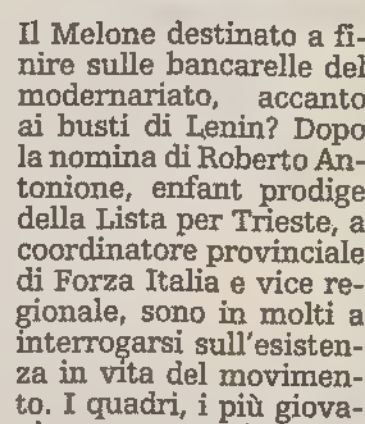 Il Melone destinato a fi-
nire sulle bancarelle del
modernariato, accanto
ai busti di Lenin? Dopo
la nomina di Roberto An-
tonione, enfant prodige
della Lista per Trieste, a
coordinatore provinciale
di Forza Italia e vice re-
gionale, sono in molti a
interrogarsi sull'esisten-
za in vita del movimen-
to. I quadri, i più giova-